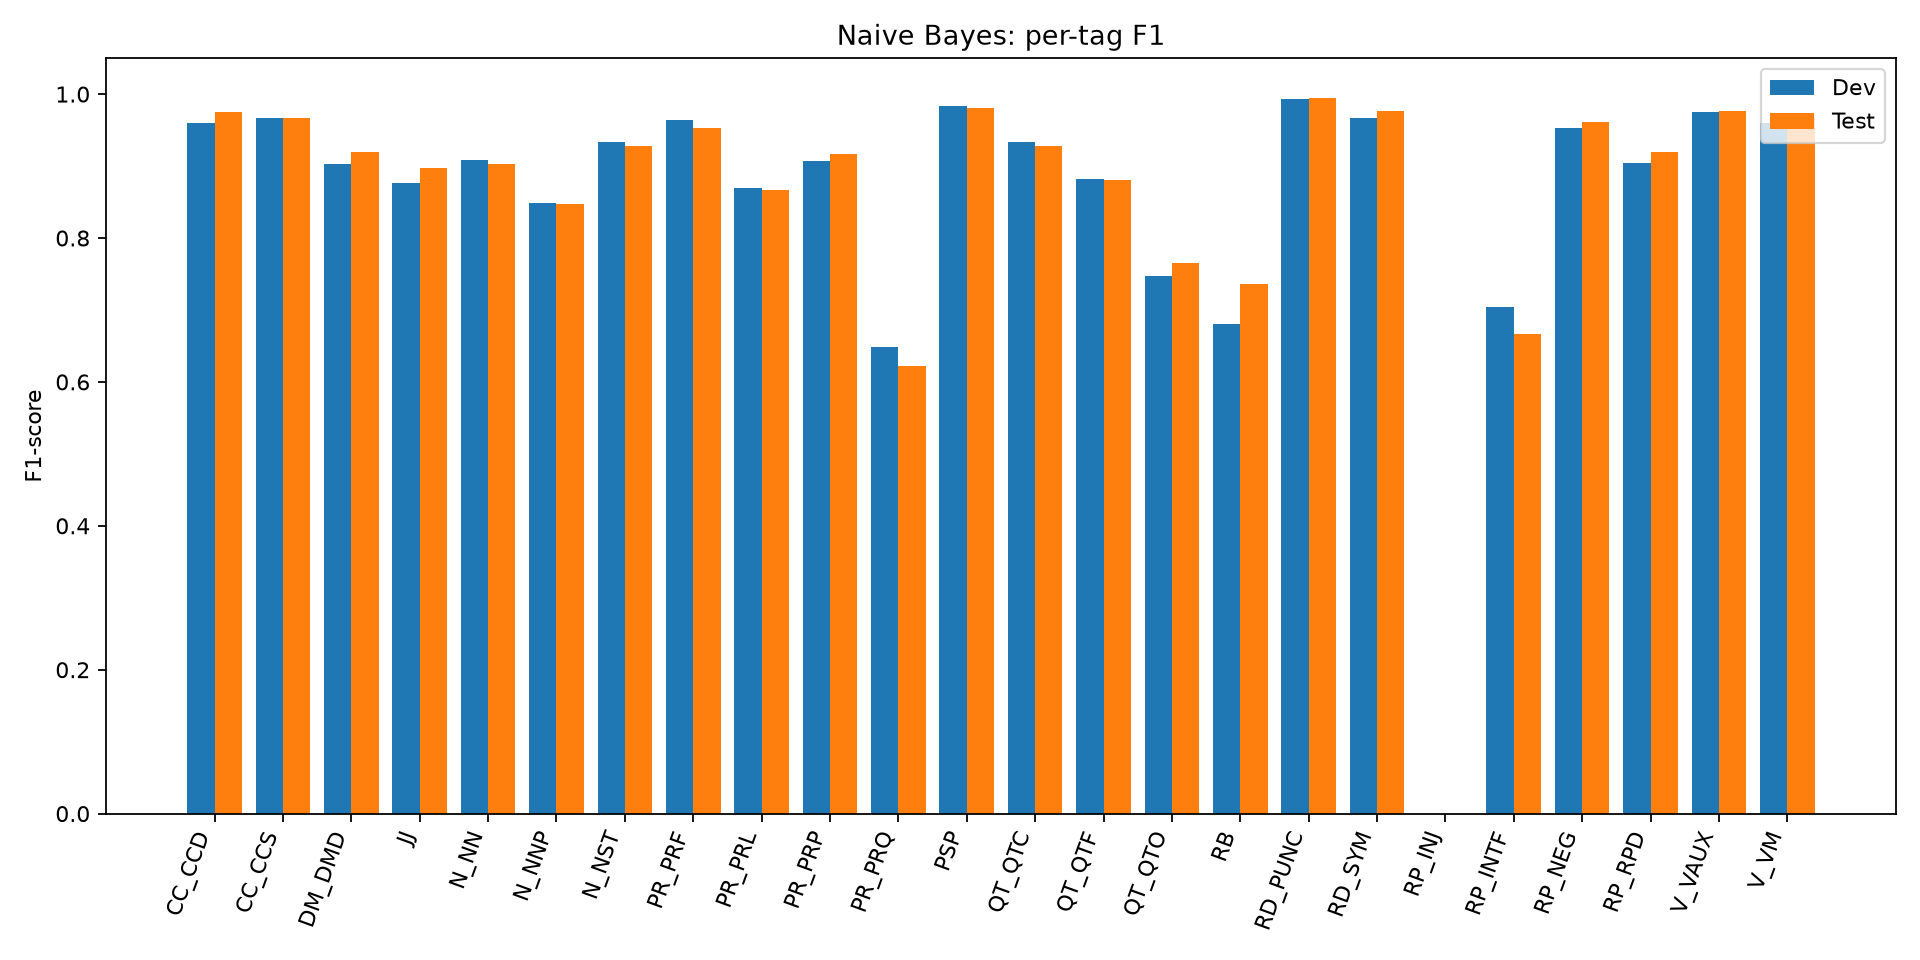 Naive Bayes: per-tag F1
Dev
Test
F1-score
1.0
0.8
0.6
0.4
0.2
0.0
CC_CCD
CC_CCS
DM_DMD
JJ
N_NN
N_NNP
N_NST
PR_PRF
PR_PRL
PR_PRP
PR_PRQ
PSP
QT_QTC
QT_QTF
QT_QTO
RB
RD_PUNC
RD_SYM
RP_INJ
RP_INTF
RP_NEG
RP_RPD
V_VAUX
V_VM